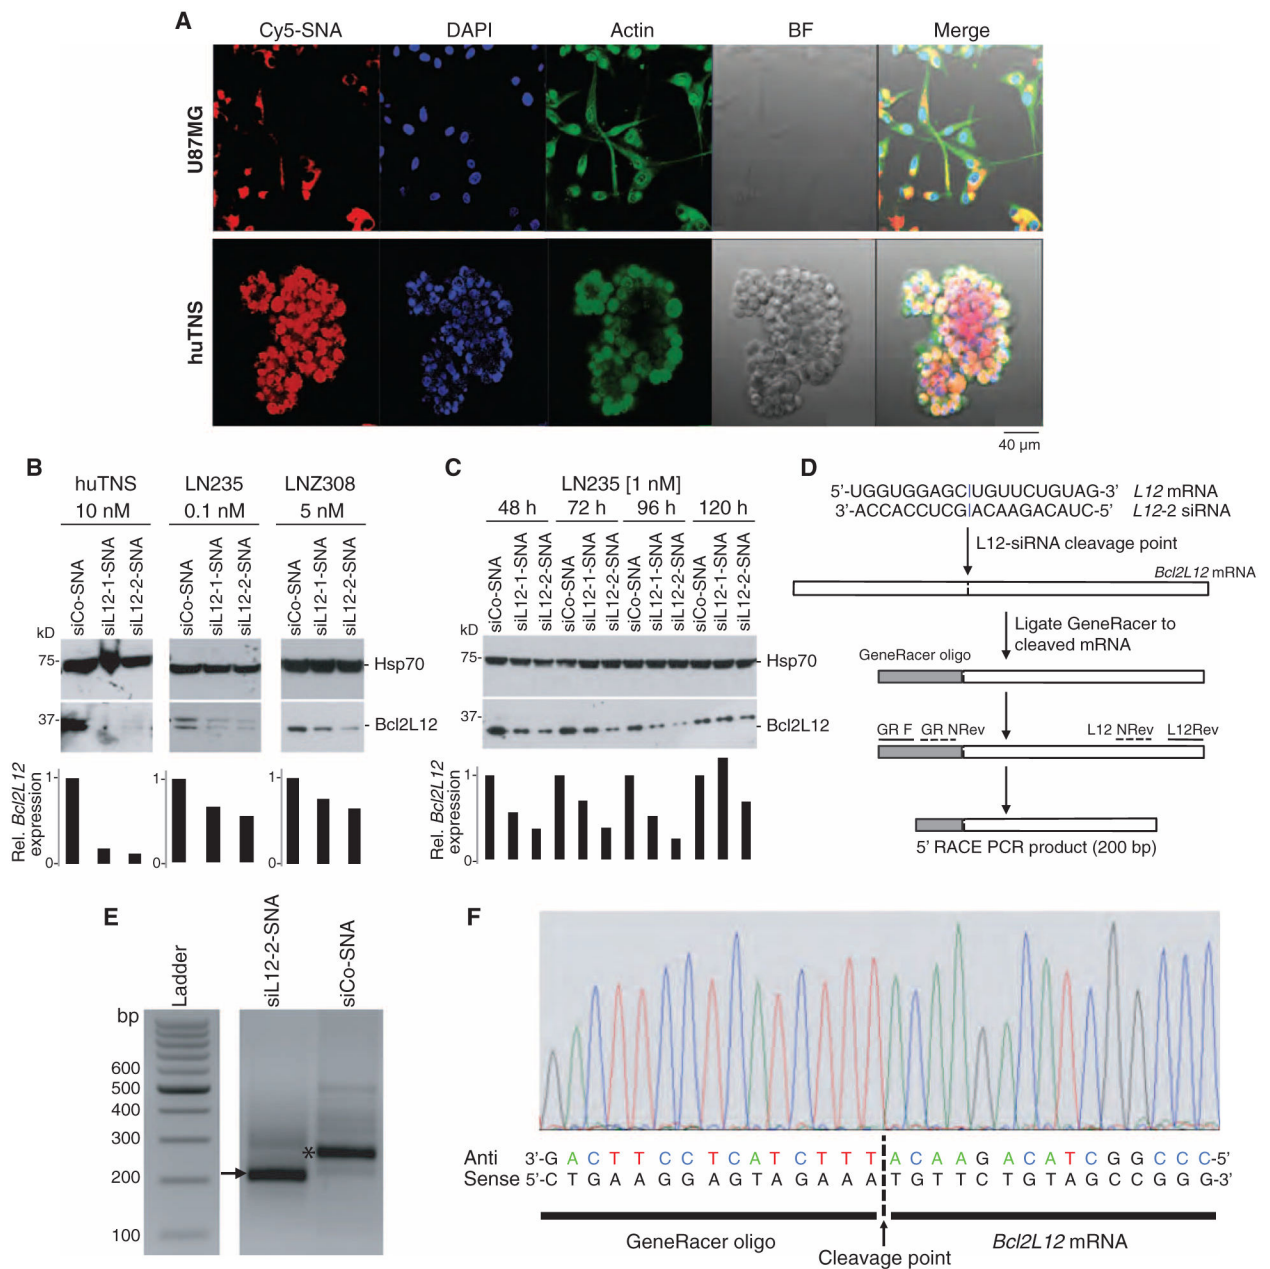 A
Cy5-SNA DAPI Actin BF Merge
U87MG
huTNS
40 µm
B
huTNS LN235 LNZ308
10 nM 0.1 nM 5 nM
siCo-SNA siL12-1-SNA siL12-2-SNA siCo-SNA siL12-1-SNA siL12-2-SNA siCo-SNA siL12-1-SNA siL12-2-SNA
kD
75- - Hsp70
37- - Bcl2L12
Rel. Bcl2L12 expression
1 1 1
0 0 0
C
LN235 [1 nM]
48 h 72 h 96 h 120 h
siCo-SNA siL12-1-SNA siL12-2-SNA siCo-SNA siL12-1-SNA siL12-2-SNA siCo-SNA siL12-1-SNA siL12-2-SNA siCo-SNA siL12-1-SNA siL12-2-SNA
kD
75- - Hsp70
37- - Bcl2L12
Rel. Bcl2L12 expression
1
0
D
5’-UGGUGGAGCUGUUCUGUAG-3’ L12 mRNA
3’-ACCACCUCGACAAGACAUC-5’ L12-2 siRNA
L12-siRNA cleavage point
Bcl2L12 mRNA
Ligate GeneRacer to
cleaved mRNA
GeneRacer oligo
GR F GR NRev L12 NRev L12Rev
5’ RACE PCR product (200 bp)
E
Ladder siL12-2-SNA siCo-SNA
bp
600
500
400
300
*
200
100
F
Anti 3’-G A C T T C C T C A T C T T T A C A A G A C A T C G G C C C-5’
Sense 5’-C T G A A G G A G T A G A A A T G T T C T G T A G C C G G G-3’
GeneRacer oligo Bcl2L12 mRNA
Cleavage point